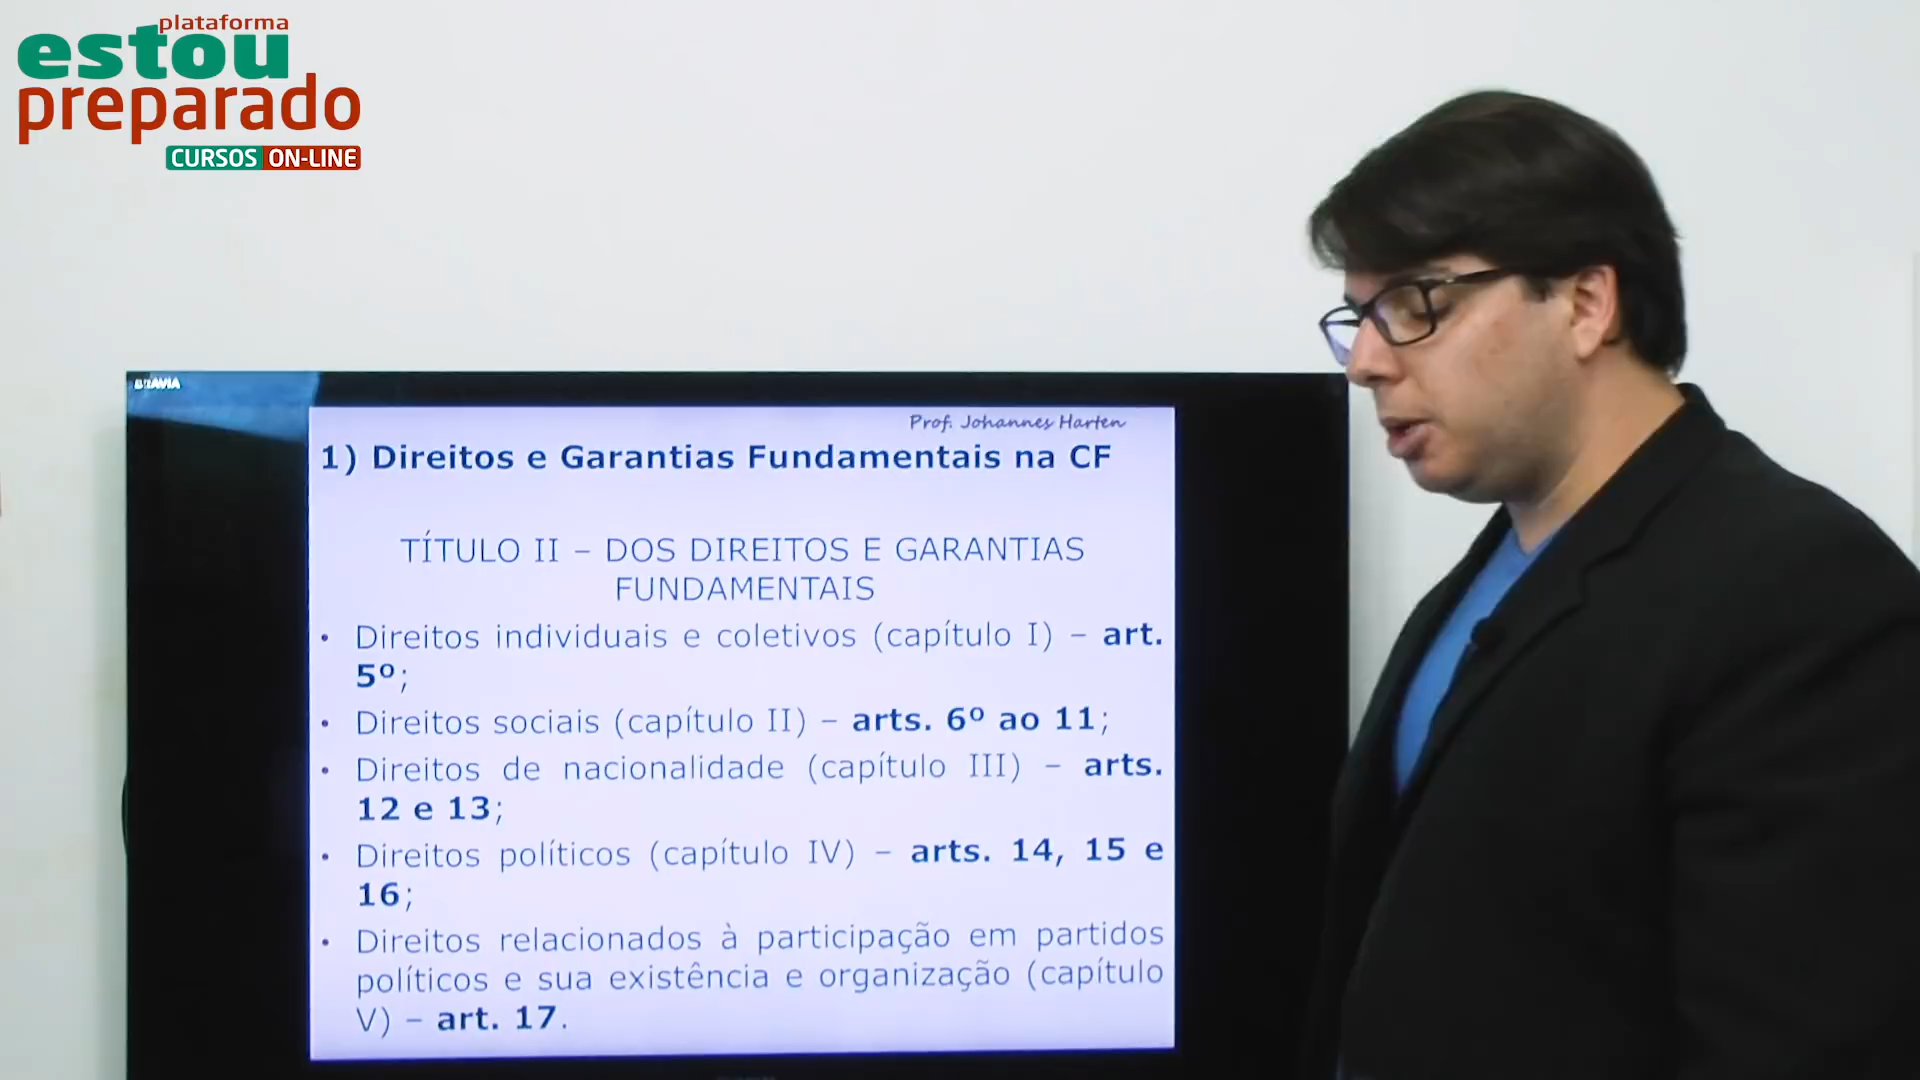 plataforma
estou
preparado
CURSOS ON-LINE
BRAVIA
Prof. Johannes Harten
1) Direitos e Garantias Fundamentais na CF
TÍTULO II – DOS DIREITOS E GARANTIAS
FUNDAMENTAIS
• Direitos individuais e coletivos (capítulo I) – art.
5º;
• Direitos sociais (capítulo II) – arts. 6º ao 11;
• Direitos de nacionalidade (capítulo III) – arts.
12 e 13;
• Direitos políticos (capítulo IV) – arts. 14, 15 e
16;
• Direitos relacionados à participação em partidos
políticos e sua existência e organização (capítulo
V) – art. 17.